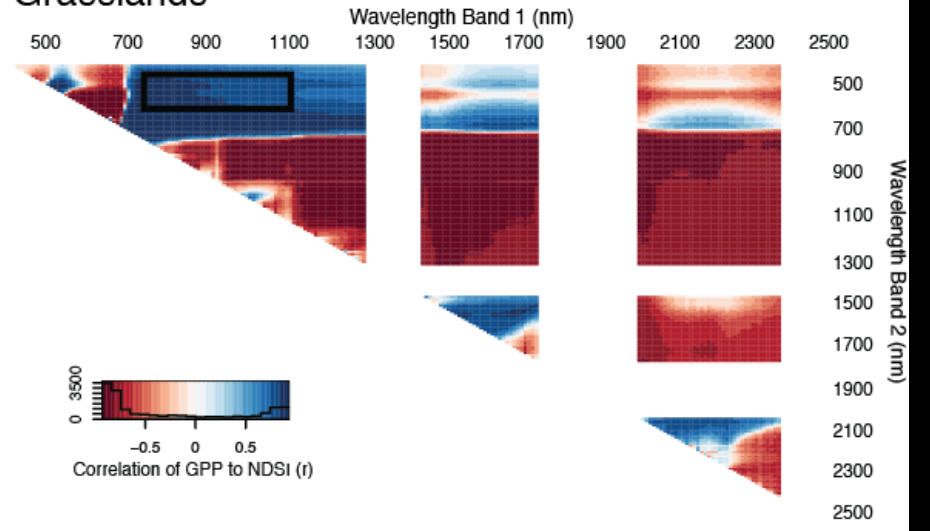 Grasslands
Wavelength Band 1 (nm)
500 700 900 1100 1300 1500 1700 1900 2100 2300 2500
500
700
900
1100
1300
1500
1700
1900
2100
2300
2500
Wavelength Band 2 (nm)
3500
0
−0.5 0 0.5
Correlation of GPP to NDSI (r)